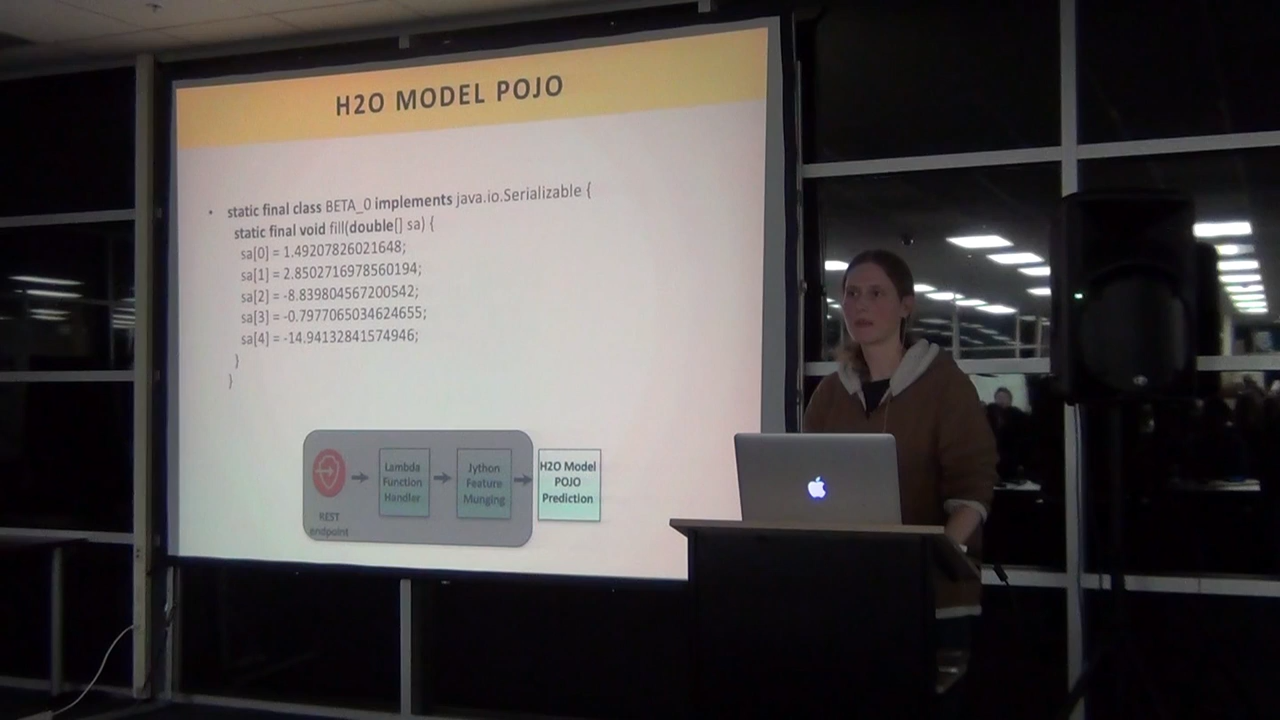 H2O MODEL POJO
• static final class BETA_0 implements java.io.Serializable {
static final void fill(double[] sa) {
sa[0] = 1.49207826021648;
sa[1] = 2.8502716978560194;
sa[2] = -8.839804567200542;
sa[3] = -0.7977065034624655;
sa[4] = -14.94132841574946;
}
}
REST
endpoint
Lambda
Function
Handler
Jython
Feature
Munging
H2O Model
POJO
Prediction